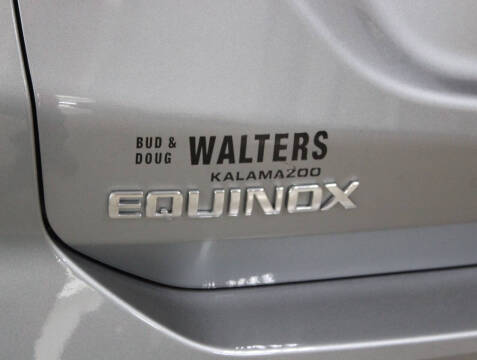 BUD &
DOUG WALTERS
KALAMAZOO
EQUINOX